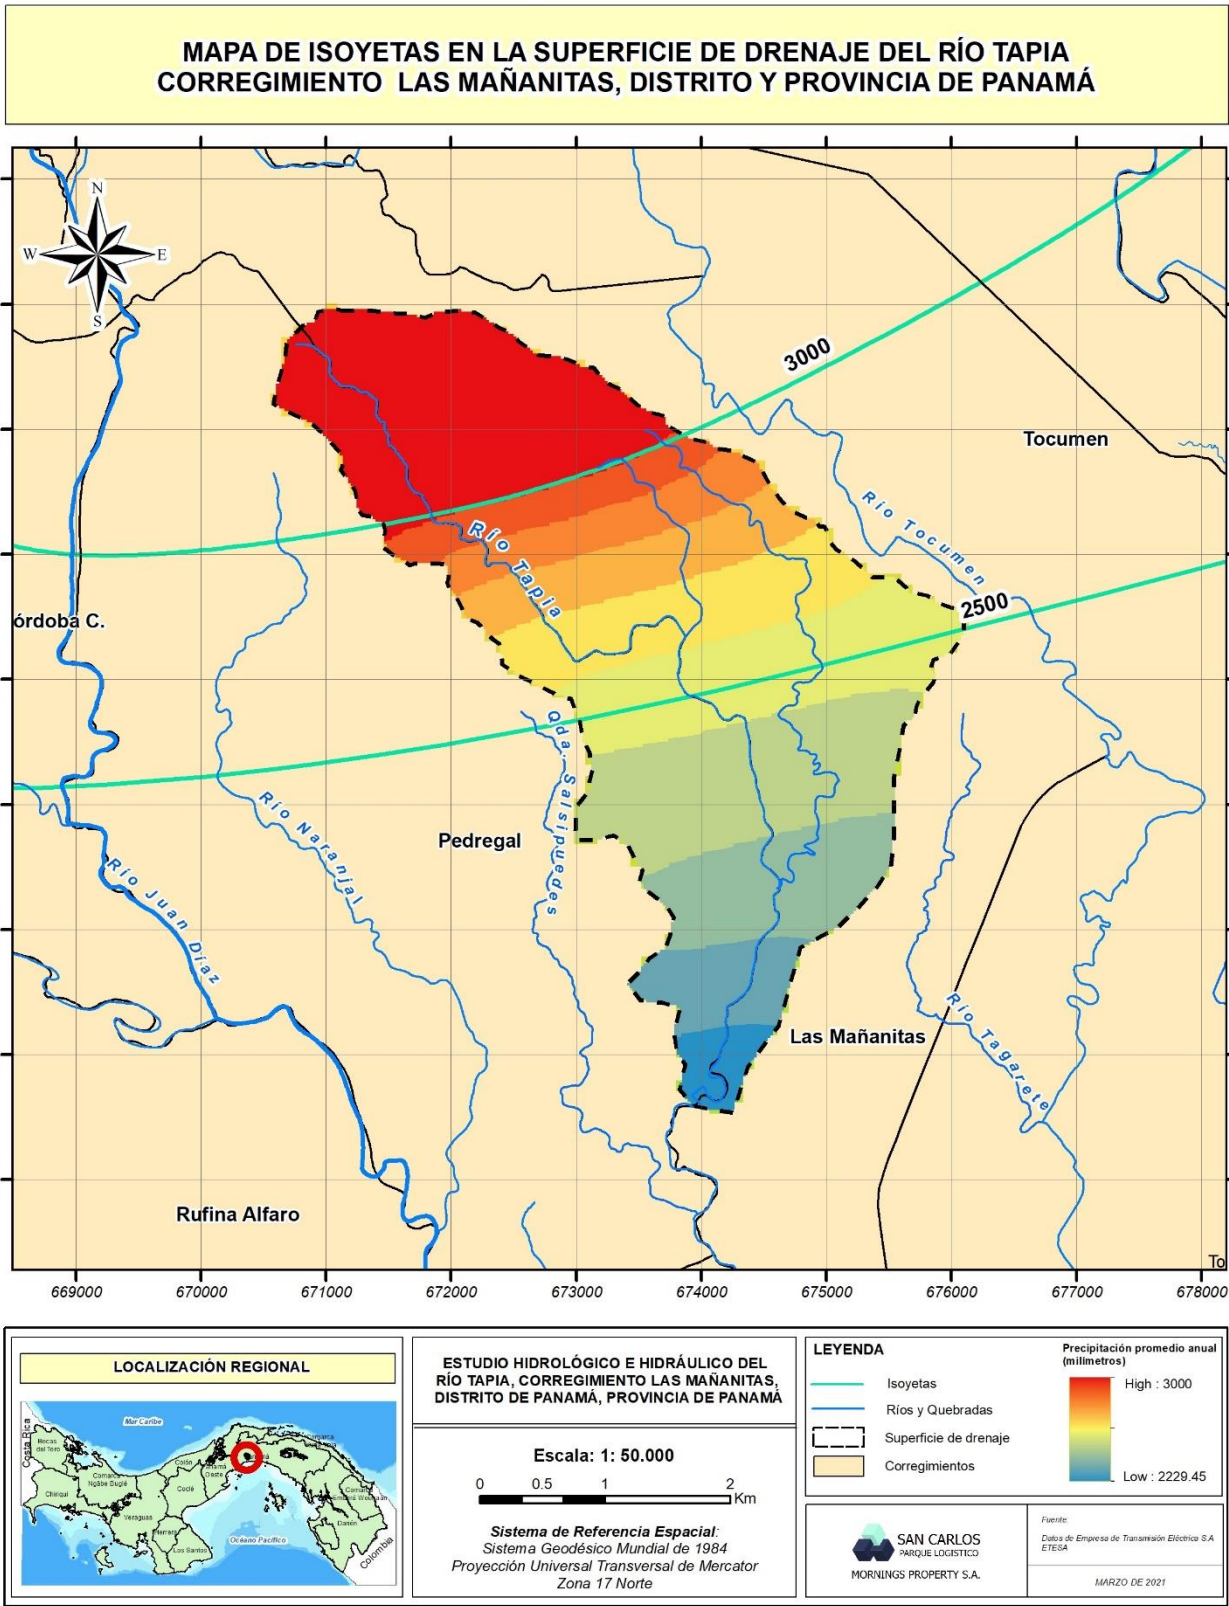 MAPA DE ISOYETAS EN LA SUPERFICIE DE DRENAJE DEL RÍO TAPIA
CORREGIMIENTO LAS MAÑANITAS, DISTRITO Y PROVINCIA DE PANAMÁ
N
W
E
S
3000
Tocumen
Río Tocumen
Río Tapia
2500
órdoba C.
Qda. Salsipuedes
Río Naranjal
Pedregal
Río Juan Díaz
Río Tagarete
Las Mañanitas
Rufina Alfaro
To
669000 670000 671000 672000 673000 674000 675000 676000 677000 678000
LOCALIZACIÓN REGIONAL
Mar Caribe
Costa Rica
Bocas
del Toro
Comarca
Ngäbe Buglé
Chiriquí
Veraguas
Herrera
Los Santos
Coclé
Colón
Oeste
Darién
Océano Pacífico
Colombia
ESTUDIO HIDROLÓGICO E HIDRÁULICO DEL
RÍO TAPIA, CORREGIMIENTO LAS MAÑANITAS,
DISTRITO DE PANAMÁ, PROVINCIA DE PANAMÁ
Escala: 1: 50.000
0 0.5 1 2
Km
Sistema de Referencia Espacial:
Sistema Geodésico Mundial de 1984
Proyección Universal Transversal de Mercator
Zona 17 Norte
LEYENDA
Isoyetas
Ríos y Quebradas
Superficie de drenaje
Corregimientos
Precipitación promedio anual
(milímetros)
High : 3000
Low : 2229.45
SAN CARLOS
PARQUE LOGISTICO
MORNINGS PROPERTY S.A.
Fuente:
Datos de Empresa de Transmisión Eléctrica S.A
ETESA
MARZO DE 2021